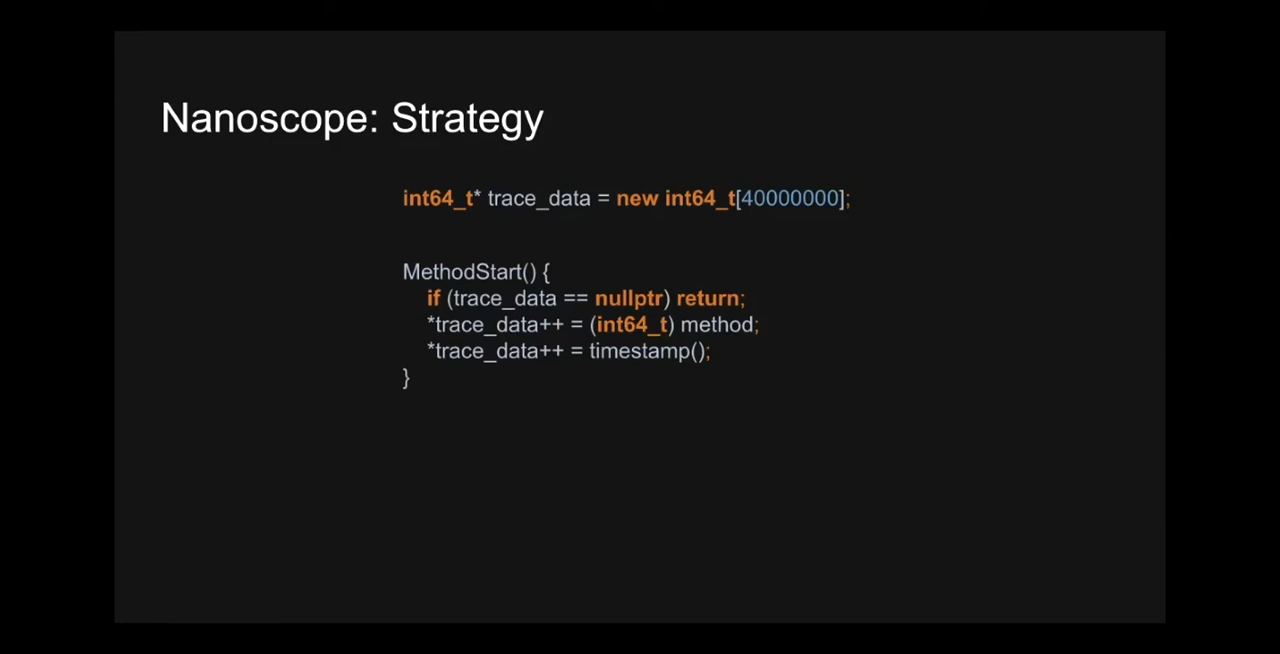 Nanoscope: Strategy
int64_t* trace_data = new int64_t[40000000];
MethodStart() {
if (trace_data == nullptr) return;
*trace_data++ = (int64_t) method;
*trace_data++ = timestamp();
}